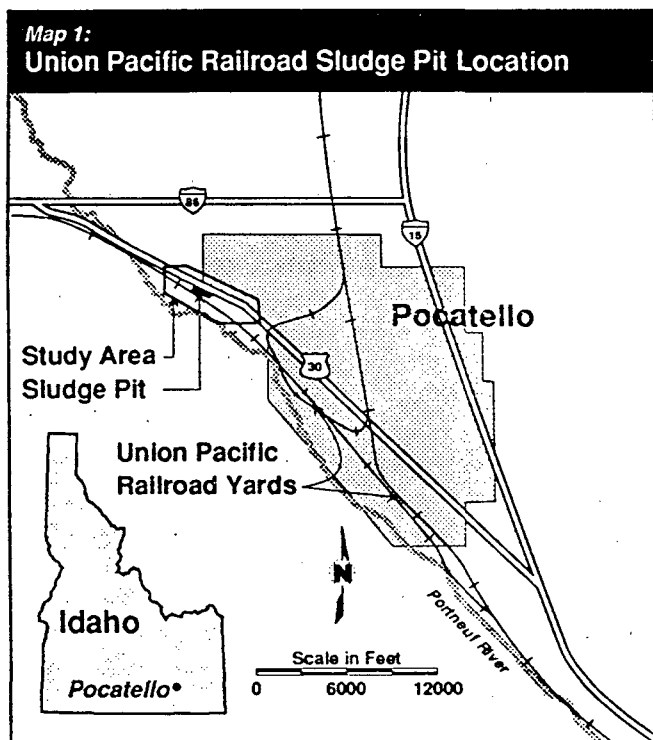 Map 1:
Union Pacific Railroad Sludge Pit Location
86
15
Pocatello
Study Area
Sludge Pit
30
Union Pacific
Railroad Yards
N
Idaho
Pocatello
Portneuf River
Scale in Feet
0 6000 12000